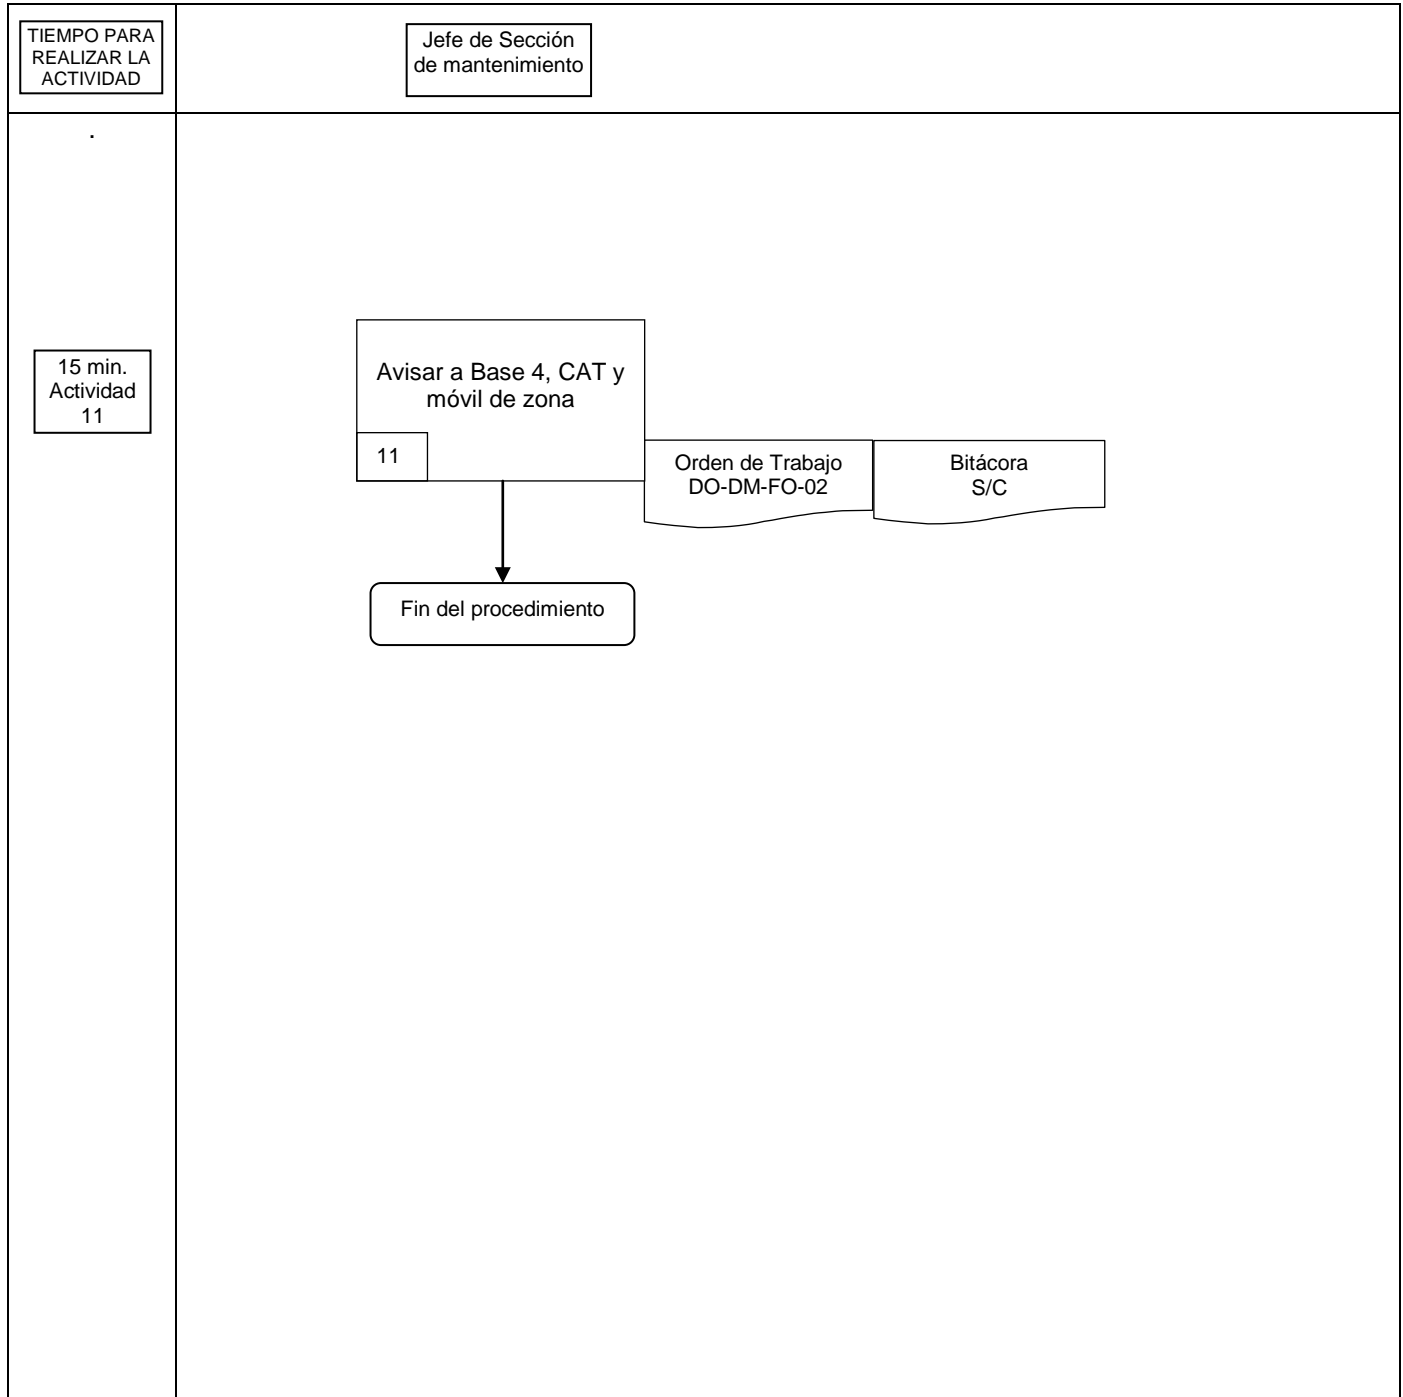 TIEMPO PARA
REALIZAR LA
ACTIVIDAD
Jefe de Sección
de mantenimiento
.
15 min.
Actividad
11
Avisar a Base 4, CAT y
móvil de zona
11
Orden de Trabajo
DO-DM-FO-02
Bitácora
S/C
Fin del procedimiento